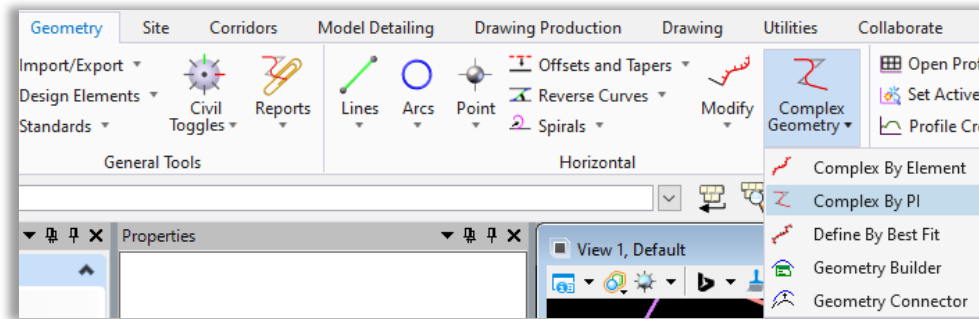 Geometry Site Corridors Model Detailing Drawing Production Drawing Utilities Collaborate
Import/Export
Design Elements
Standards
Civil
Toggles
Reports
General Tools
Lines
Arcs
Point
Offsets and Tapers
Reverse Curves
Spirals
Modify
Complex
Geometry
Horizontal
Open
Set Active
Profile
Complex By Element
Complex By PI
Define By Best Fit
Geometry Builder
Geometry Connector
Properties
View 1, Default